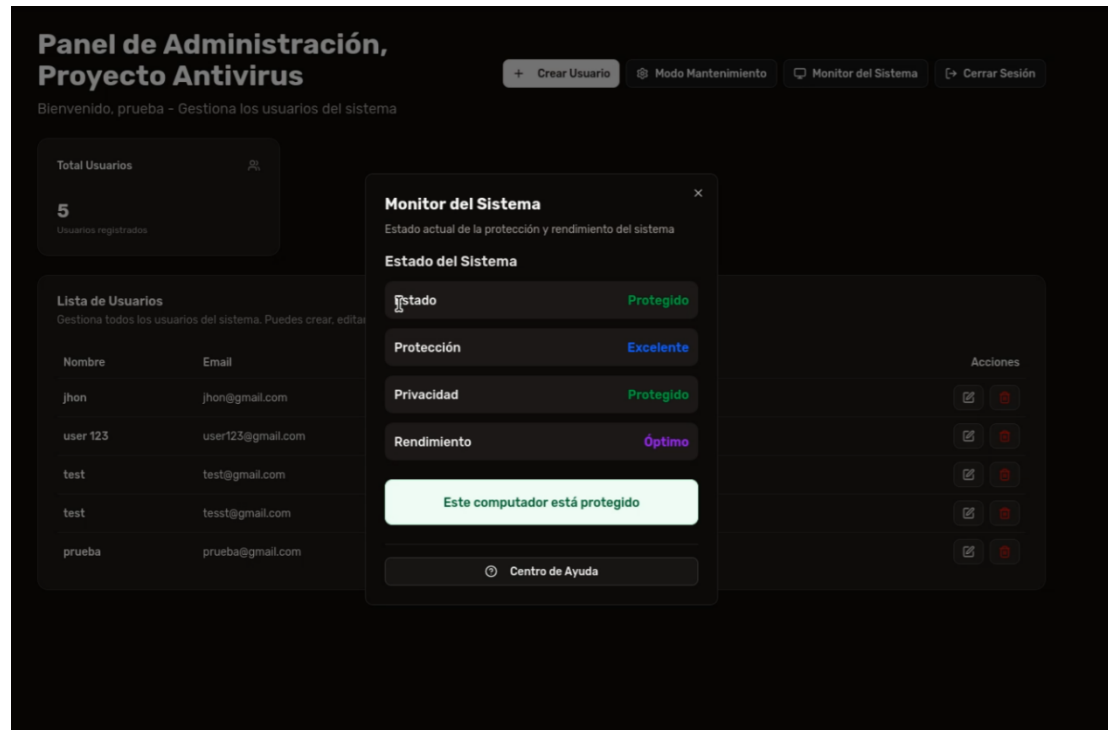 Panel de Administración,
Proyecto Antivirus
Bienvenido, prueba - Gestiona los usuarios del sistema
+ Crear Usuario
Modo Mantenimiento
Monitor del Sistema
Cerrar Sesión
Total Usuarios
5
Usuarios registrados
Lista de Usuarios
Gestiona todos los usuarios del sistema. Puedes crear,
Nombre Email Acciones
jhon jhon@gmail.com
user 123 user123@gmail.com
test test@gmail.com
test tesst@gmail.com
prueba prueba@gmail.com
Monitor del Sistema
Estado actual de la protección y rendimiento del sistema
Estado del Sistema
Estado Protegido
Protección Excelente
Privacidad Protegido
Rendimiento Óptimo
Este computador está protegido
Centro de Ayuda